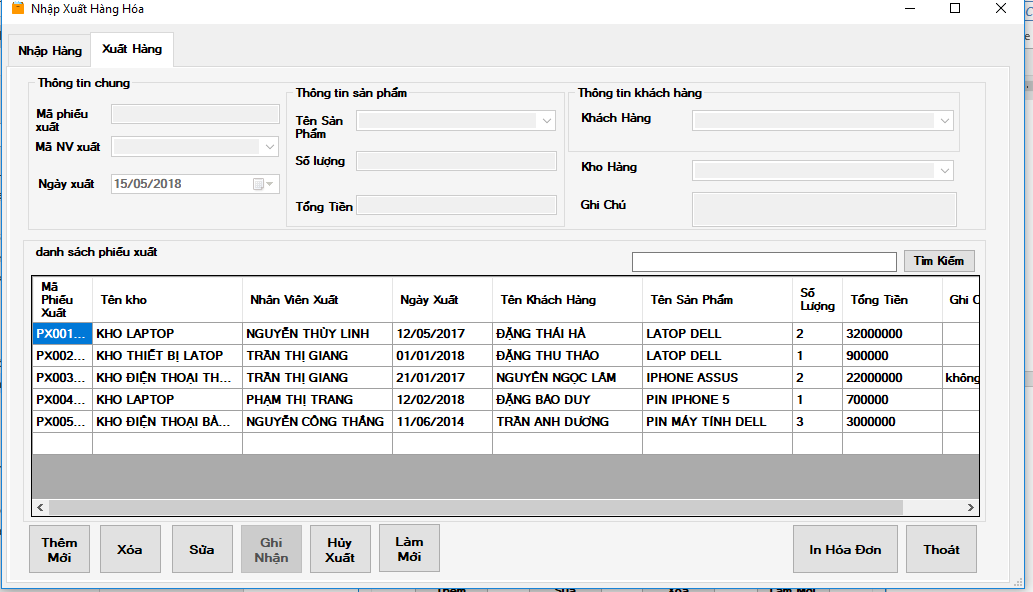 Nhập Xuất Hàng Hóa
Nhập Hàng Xuất Hàng
Thông tin chung
Mã phiếu
xuất
Mã NV xuất
Ngày xuất 15/05/2018
Thông tin sản phẩm
Tên Sản
Phẩm
Số lượng
Tổng Tiền
Thông tin khách hàng
Khách Hàng
Kho Hàng
Ghi Chú
danh sách phiếu xuất
Tìm Kiếm
Mã
Phiếu
Xuất
Tên kho
Nhân Viên Xuất
Ngày Xuất
Tên Khách Hàng
Tên Sản Phẩm
Số
Lượng
Tổng Tiền
Ghi C
PX001... KHO LAPTOP NGUYỄN THÙY LINH 12/05/2017 ĐẶNG THÁI HÀ LATOP DELL 2 32000000
PX002... KHO THIẾT BỊ LATOP TRẦN THỊ GIANG 01/01/2018 ĐẶNG THU THẢO LATOP DELL 1 900000
PX003... KHO ĐIỆN THOẠI TH... TRẦN THỊ GIANG 21/01/2017 NGUYỄN NGỌC LÂM IPHONE ASSUS 2 22000000 không
PX004... KHO LAPTOP PHẠM THỊ TRANG 12/02/2018 ĐẶNG BẢO DUY PIN IPHONE 5 1 700000
PX005... KHO ĐIỆN THOẠI BÀ... NGUYỄN CÔNG THẮNG 11/06/2014 TRẦN ANH DƯƠNG PIN MÁY TÍNH DELL 3 3000000
Thêm
Mới
Xóa
Sửa
Ghi
Nhận
Hủy
Xuất
Làm
Mới
In Hóa Đơn
Thoát